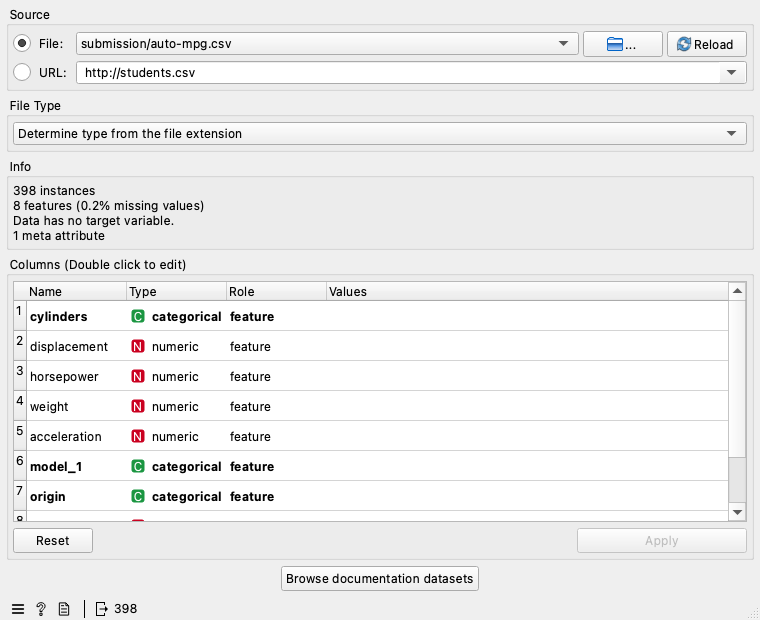 Source
File: submission/auto-mpg.csv ... Reload
URL: http://students.csv
File Type
Determine type from the file extension
Info
398 instances
8 features (0.2% missing values)
Data has no target variable.
1 meta attribute
Columns (Double click to edit)
Name Type Role Values
1 cylinders C categorical feature
2 displacement N numeric feature
3 horsepower N numeric feature
4 weight N numeric feature
5 acceleration N numeric feature
6 model_1 C categorical feature
7 origin C categorical feature
8
Reset Apply
Browse documentation datasets
? 398